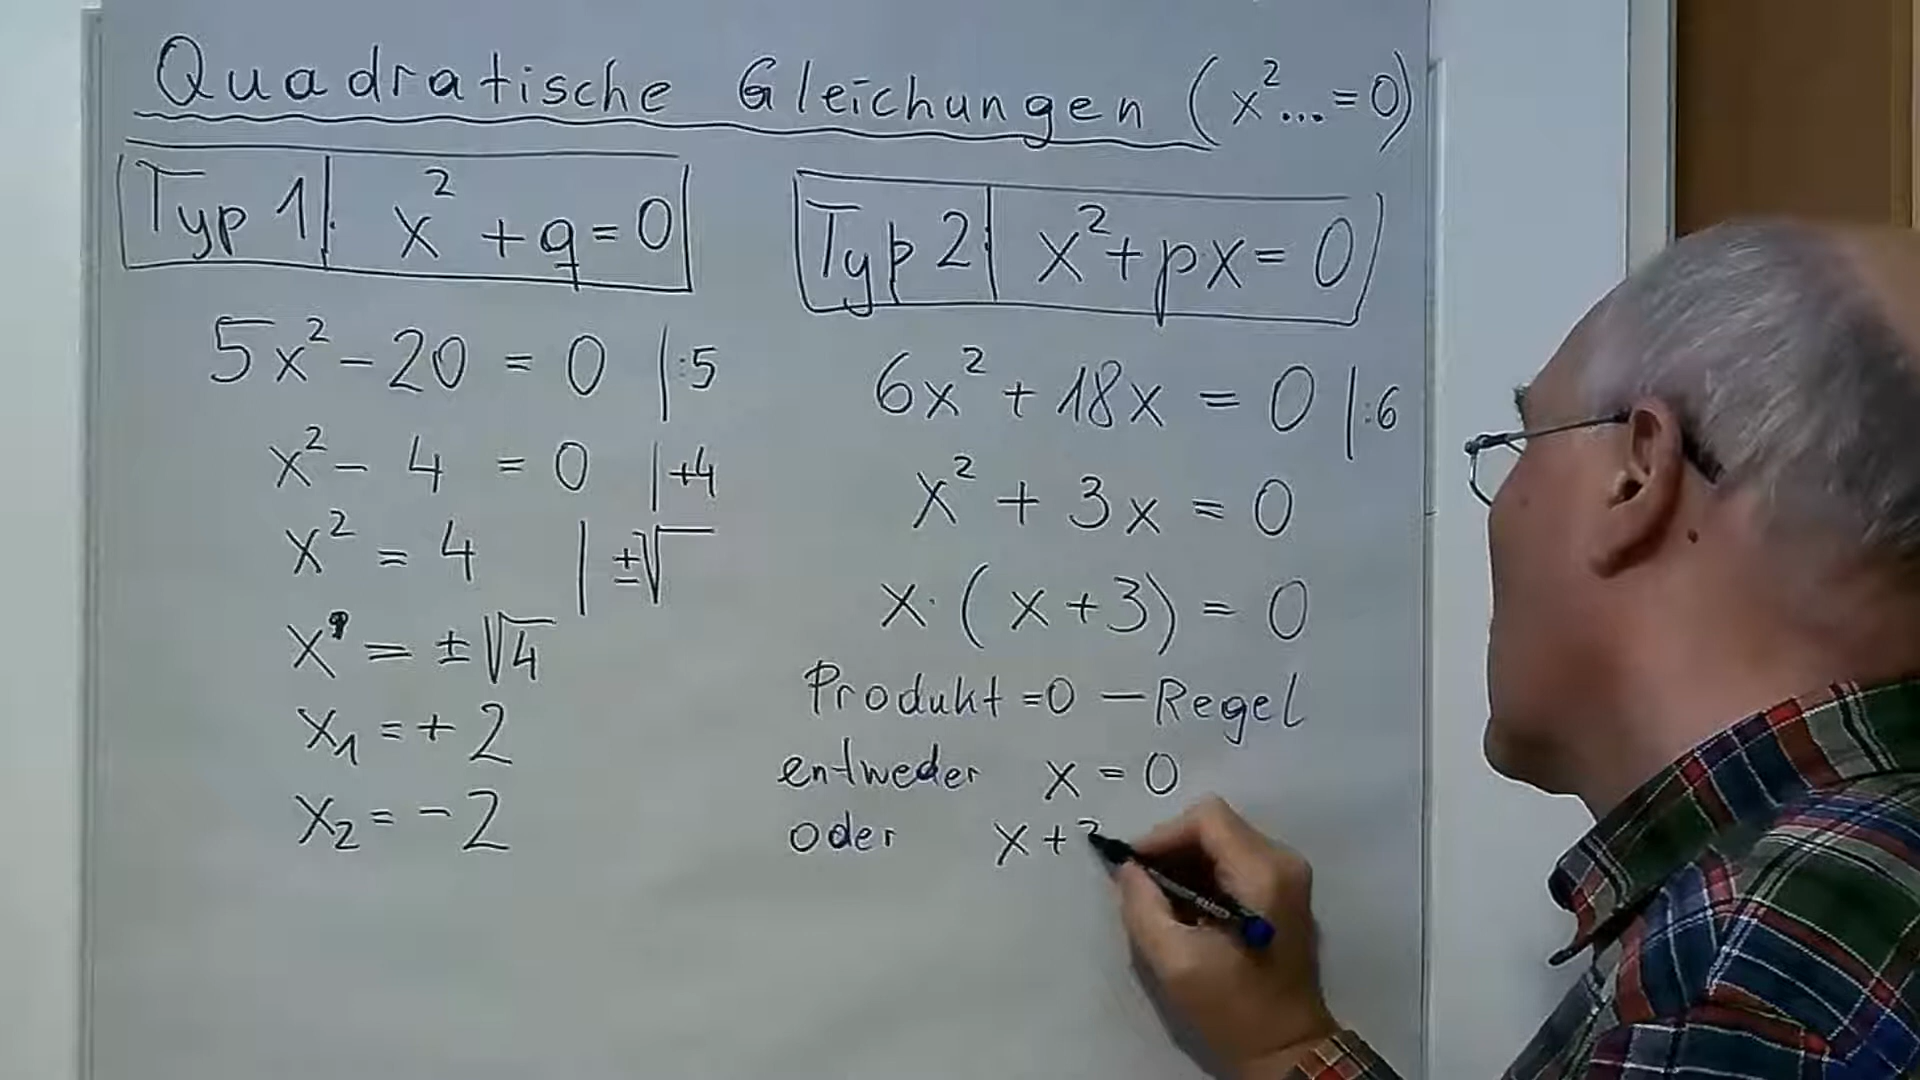 Quadratische Gleichungen (x²... = 0)
Typ 1: x² + q = 0
5x² - 20 = 0 |:5
x² - 4 = 0 |+4
x² = 4 | ±√
x = ±√4
x₁ = + 2
x₂ = - 2
Typ 2: x² + px = 0
6x² + 18x = 0 |:6
x² + 3x = 0
x · (x + 3) = 0
Produkt = 0 - Regel
entweder x = 0
oder x +